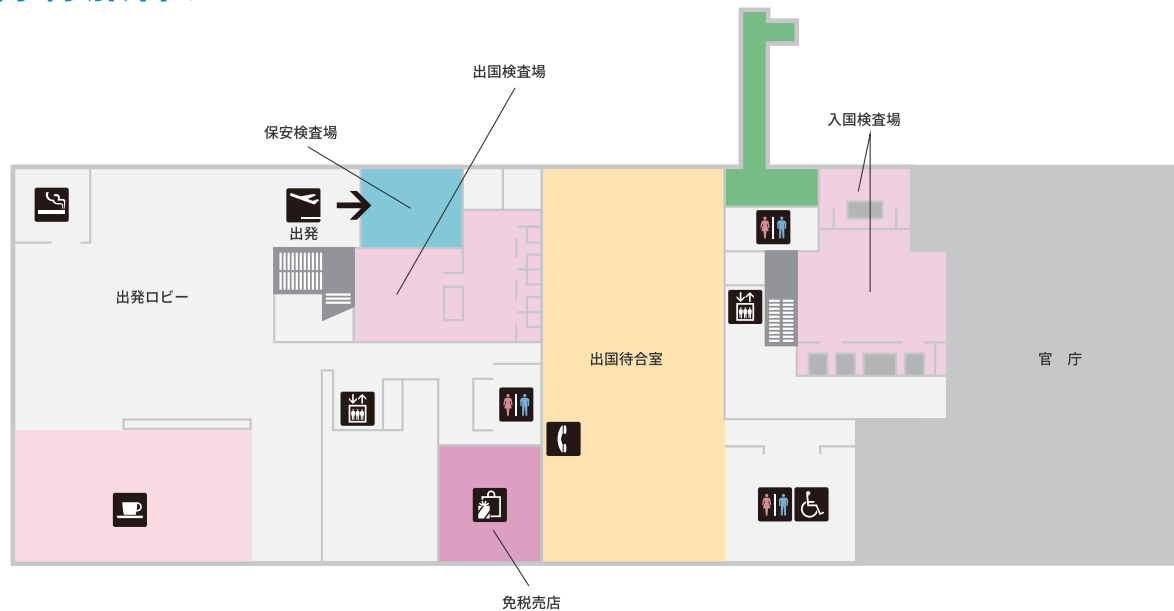 出国検査場
保安検査場
入国検査場
出発
出発ロビー
出国待合室
官 庁
免税売店